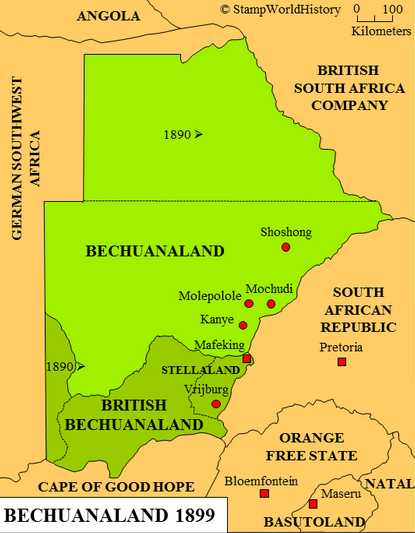 © StampWorldHistory
ANGOLA
0 100
Kilometers
BRITISH
SOUTH AFRICA
COMPANY
GERMAN SOUTHWEST
AFRICA
1890
Shoshong
BECHUANALAND
Molepolole
Mochudi
Kanye
SOUTH
AFRICAN
REPUBLIC
Mafeking
Pretoria
1890
STELLALAND
Vrijburg
BRITISH
BECHUANALAND
ORANGE
FREE STATE
CAPE OF GOOD HOPE
Bloemfontein
NATAL
Maseru
BASUTOLAND
BECHUANALAND 1899